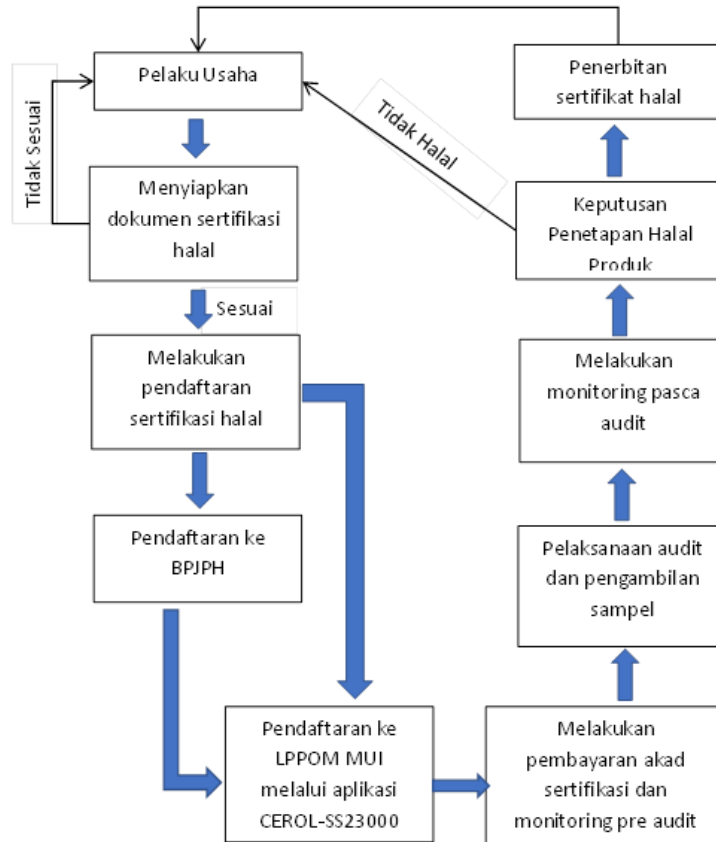 Pelaku Usaha
Tidak Sesuai
Menyiapkan
dokumen sertifikasi
halal
Sesuai
Melakukan
pendaftaran
sertifikasi halal
Pendaftaran ke
BPJPH
Pendaftaran ke
LPPOM MUI
melalui aplikasi
CEROL-SS23000
Melakukan
pembayaran akad
sertifikasi dan
monitoring pre audit
Pelaksanaan audit
dan pengambilan
sampel
Melakukan
monitoring pasca
audit
Keputusan
Penetapan Halal
Produk
Tidak Halal
Penerbitan
sertifikat halal